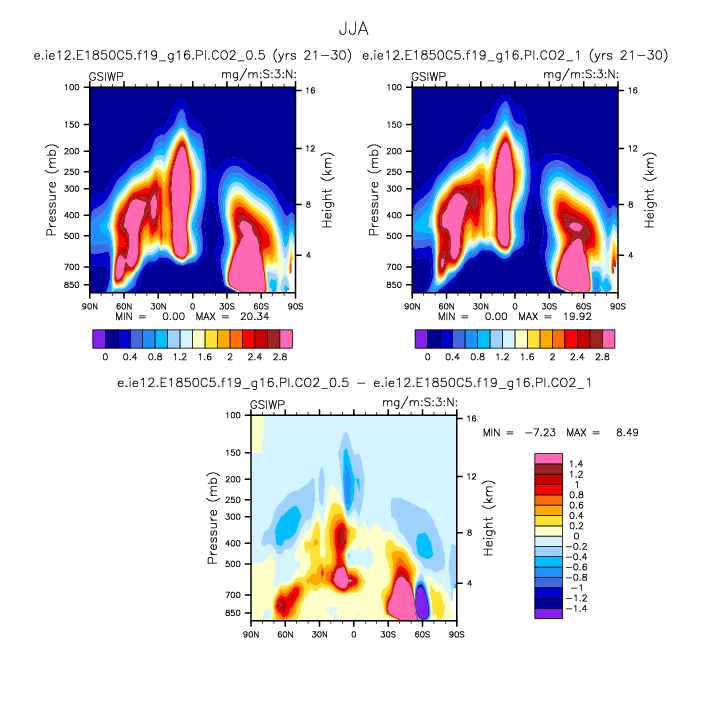 JJA
e.ie12.E1850C5.f19_g16.PI.CO2_0.5 (yrs 21-30)
e.ie12.E1850C5.f19_g16.PI.CO2_1 (yrs 21-30)
GSIWP mg/m:S:3:N:
GSIWP mg/m:S:3:N:
Pressure (mb)
100
150
200
250
300
400
500
700
850
16
12
8
4
Height (km)
90N 60N 30N 0 30S 60S 90S
MIN = 0.00 MAX = 20.34
0 0.4 0.8 1.2 1.6 2 2.4 2.8
Pressure (mb)
100
150
200
250
300
400
500
700
850
16
12
8
4
Height (km)
90N 60N 30N 0 30S 60S 90S
MIN = 0.00 MAX = 19.92
0 0.4 0.8 1.2 1.6 2 2.4 2.8
e.ie12.E1850C5.f19_g16.PI.CO2_0.5 - e.ie12.E1850C5.f19_g16.PI.CO2_1
GSIWP mg/m:S:3:N:
Pressure (mb)
100
150
200
250
300
400
500
700
850
16
12
8
4
Height (km)
90N 60N 30N 0 30S 60S 90S
MIN = -7.23 MAX = 8.49
1.4
1.2
1
0.8
0.6
0.4
0.2
0
-0.2
-0.4
-0.6
-0.8
-1
-1.2
-1.4